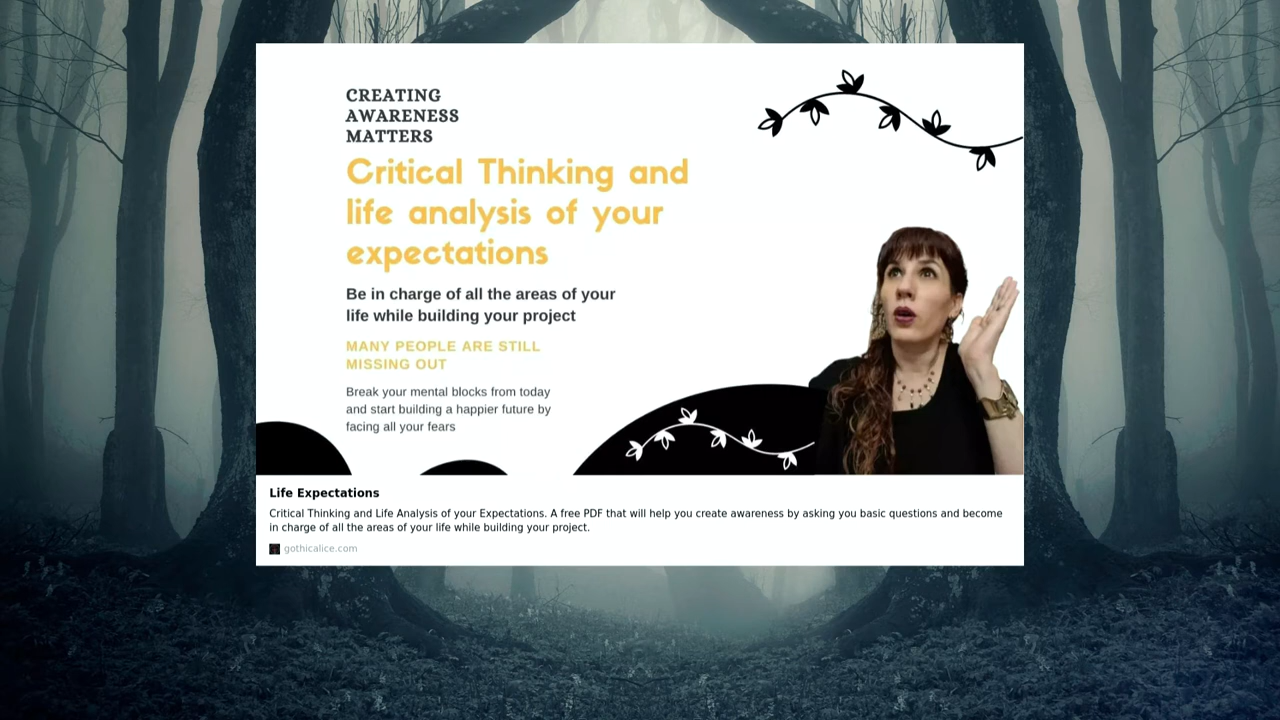 CREATING
AWARENESS
MATTERS
Critical Thinking and
life analysis of your
expectations
Be in charge of all the areas of your
life while building your project
MANY PEOPLE ARE STILL
MISSING OUT
Break your mental blocks from today
and start building a happier future by
facing all your fears
Life Expectations
Critical Thinking and Life Analysis of your Expectations. A free PDF that will help you create awareness by asking you basic questions and become
in charge of all the areas of your life while building your project.
gothicalice.com